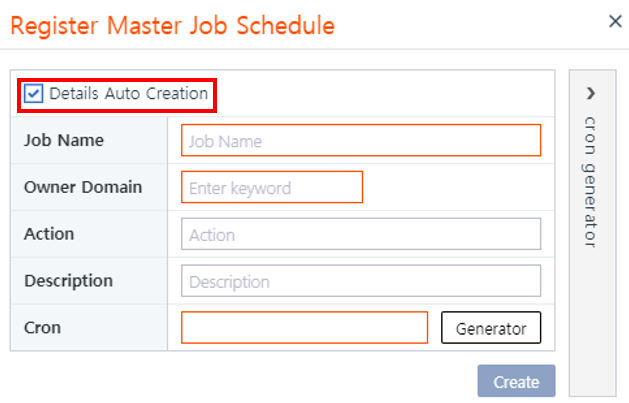 Register Master Job Schedule
Details Auto Creation
Job Name Job Name
Owner Domain Enter keyword
Action Action
Description Description
Cron Generator
Create
cron generator